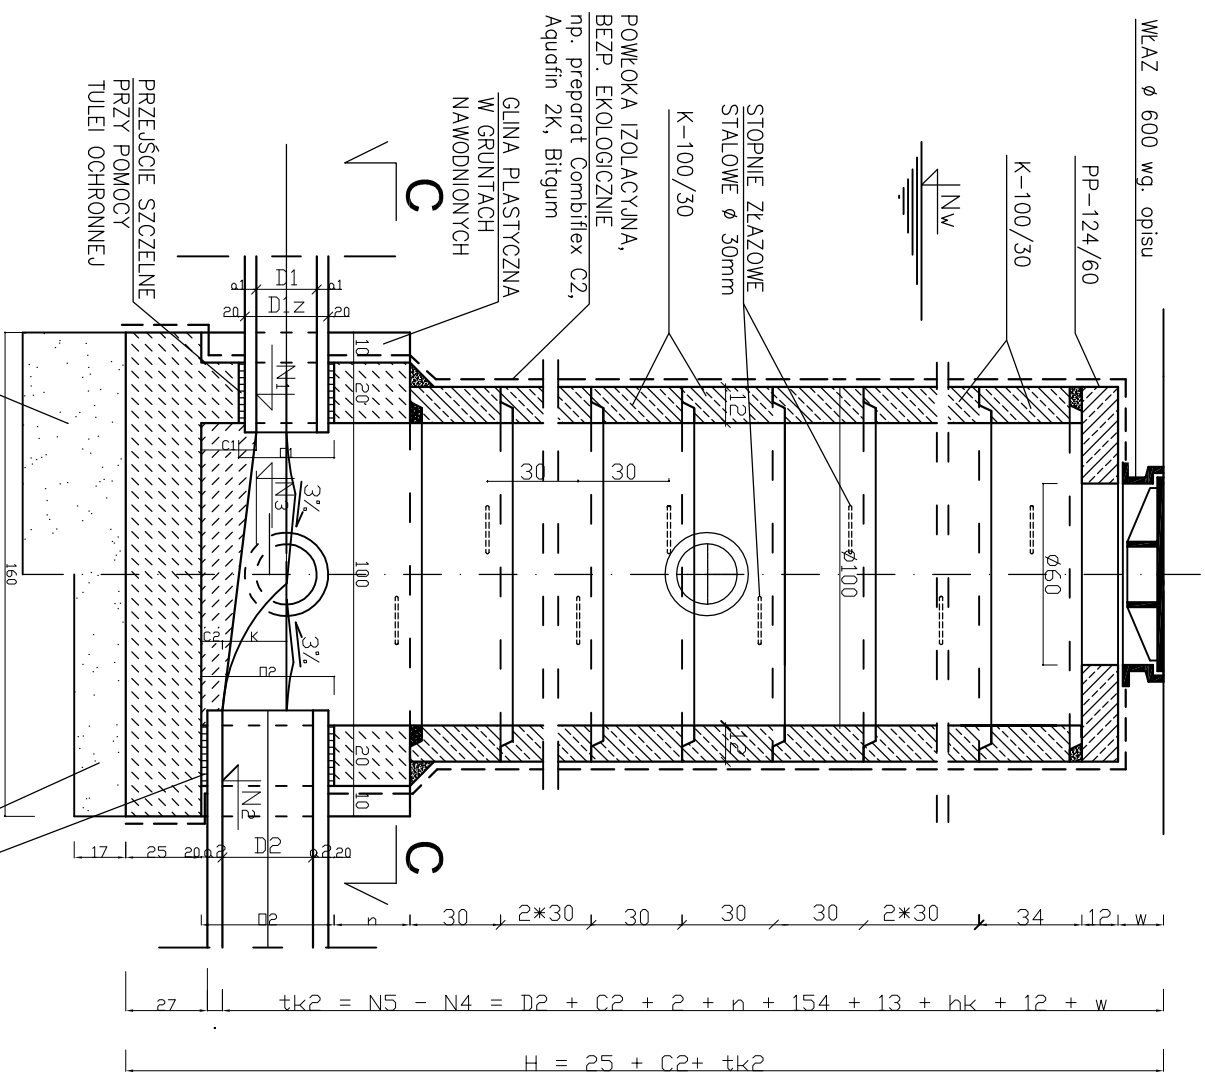 WŁAZ ø 600 wg. opisu
PP-124/60
K-100/30
Nw
STOPNIE ZŁAZOWE
STALOWE ø 30mm
K-100/30
POWŁOKA IZOLACYJNA,
BEZP. EKOLOGICZNIE
np. preparat Combiflex C2,
Aquafin 2K, Bitgum
GLINA PLASTYCZNA
W GRUNTACH
NAWODNIONYCH
C
PRZEJŚCIE SZCZELNE
PRZY POMOCY
TULEI OCHRONNEJ
D1
D1z
20
20
10
20
N1
C1
N3
3%
3%
100
C2
K
30
30
12
Ø100
Ø60
12
20
10
N2
D2
C
160
17
25
20
20
n
30
2*30
30
30
30
2*30
34
12
w
27
tk2 = N5 - N4 = D2 + C2 + 2 + n + 154 + 13 + hk + 12 + w
H = 25 + C2+ tk2